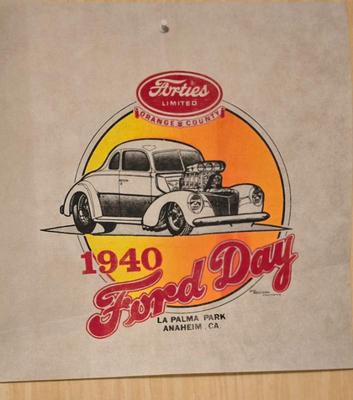 Forties
LIMITED
ORANGE COUNTY
1940
Ford Day
LA PALMA PARK
ANAHEIM, CA.